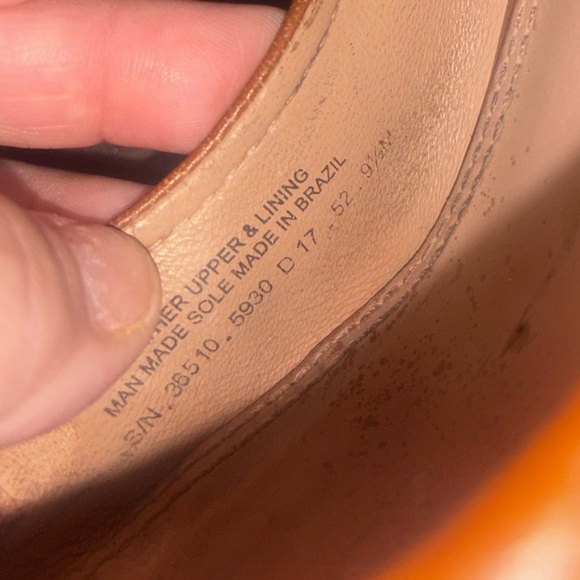 UPPER & LINING
MAN MADE SOLE MADE IN BRAZIL
S/N. 36510 - 5930 D 17 - 52 - 9½M